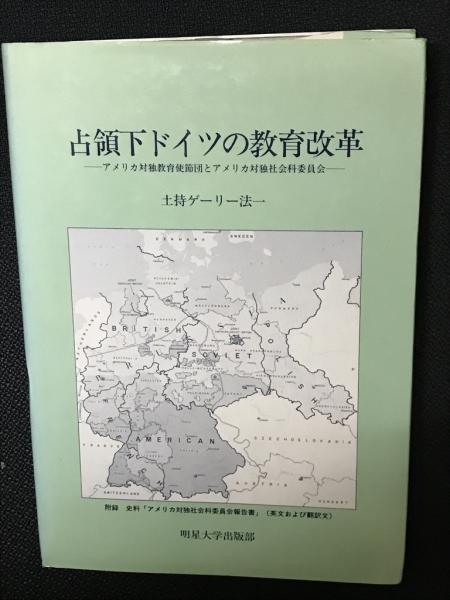 占領下ドイツの教育改革
——アメリカ対独教育使節団とアメリカ対独社会科委員会——
土持ゲーリー法一
DENMARK
BRITISH
SOVIET
POLISH
AMERICAN
CZECHOSLOVAKIA
SWITZERLAND
HUNGARY
附録 史料「アメリカ対独社会科委員会報告書」（英文および翻訳文）
明星大学出版部